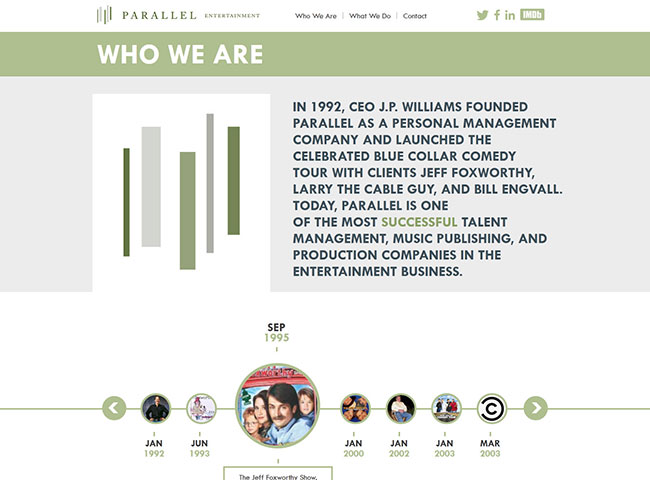 PARALLEL ENTERTAINMENT
Who We Are | What We Do | Contact
IMDb
WHO WE ARE
IN 1992, CEO J.P. WILLIAMS FOUNDED
PARALLEL AS A PERSONAL MANAGEMENT
COMPANY AND LAUNCHED THE
CELEBRATED BLUE COLLAR COMEDY
TOUR WITH CLIENTS JEFF FOXWORTHY,
LARRY THE CABLE GUY, AND BILL ENGVALL.
TODAY, PARALLEL IS ONE
OF THE MOST SUCCESSFUL TALENT
MANAGEMENT, MUSIC PUBLISHING, AND
PRODUCTION COMPANIES IN THE
ENTERTAINMENT BUSINESS.
SEP
1995
JAN
1992
JUN
1993
JAN
2000
JAN
2002
JAN
2003
MAR
2003
The Jeff Foxworthy Show,